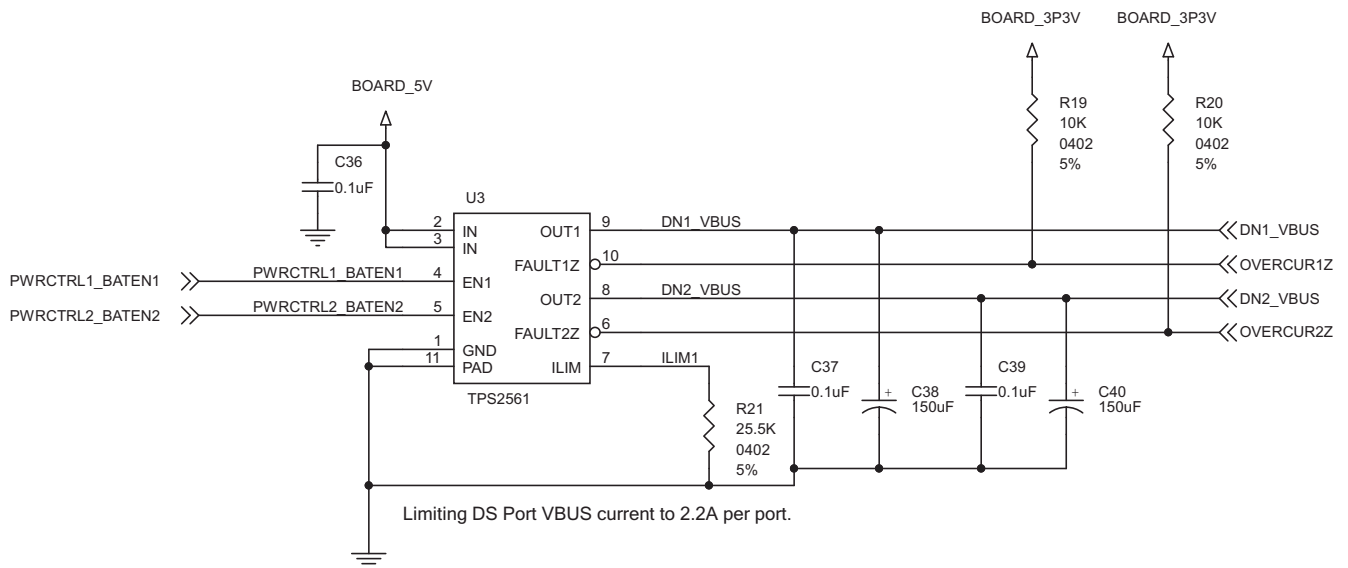 BOARD_3P3V
BOARD_3P3V
BOARD_5V
R19
10K
0402
5%
R20
10K
0402
5%
C36
0.1uF
U3
2
IN
3
IN
4
EN1
5
EN2
1
GND
11
PAD
OUT1
9
FAULT1Z
10
OUT2
8
FAULT2Z
6
ILIM
7
TPS2561
DN1_VBUS
DN1_VBUS
OVERCUR1Z
DN2_VBUS
DN2_VBUS
OVERCUR2Z
PWRCTRL1_BATEN1
PWRCTRL1_BATEN1
PWRCTRL2_BATEN2
PWRCTRL2_BATEN2
ILIM1
R21
25.5K
0402
5%
C37
0.1uF
+
C38
150uF
C39
0.1uF
+
C40
150uF
Limiting DS Port VBUS current to 2.2A per port.